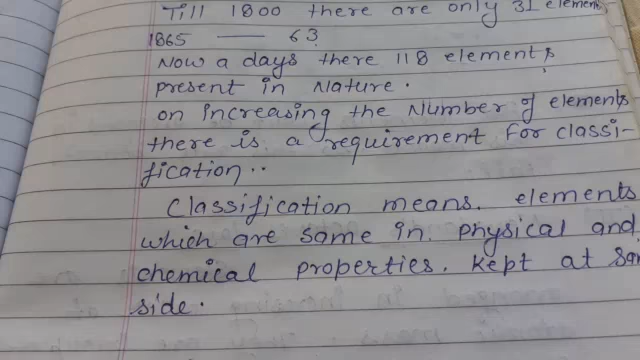 Till 1800 there are only 31 elements
1865 — 63
Now a days there 118 elements
present in Nature.
on increasing the Number of elements
there is a requirement for classi-
fication..
Classification means. elements
which are same in. physical and
chemical properties. kept at sam
side.